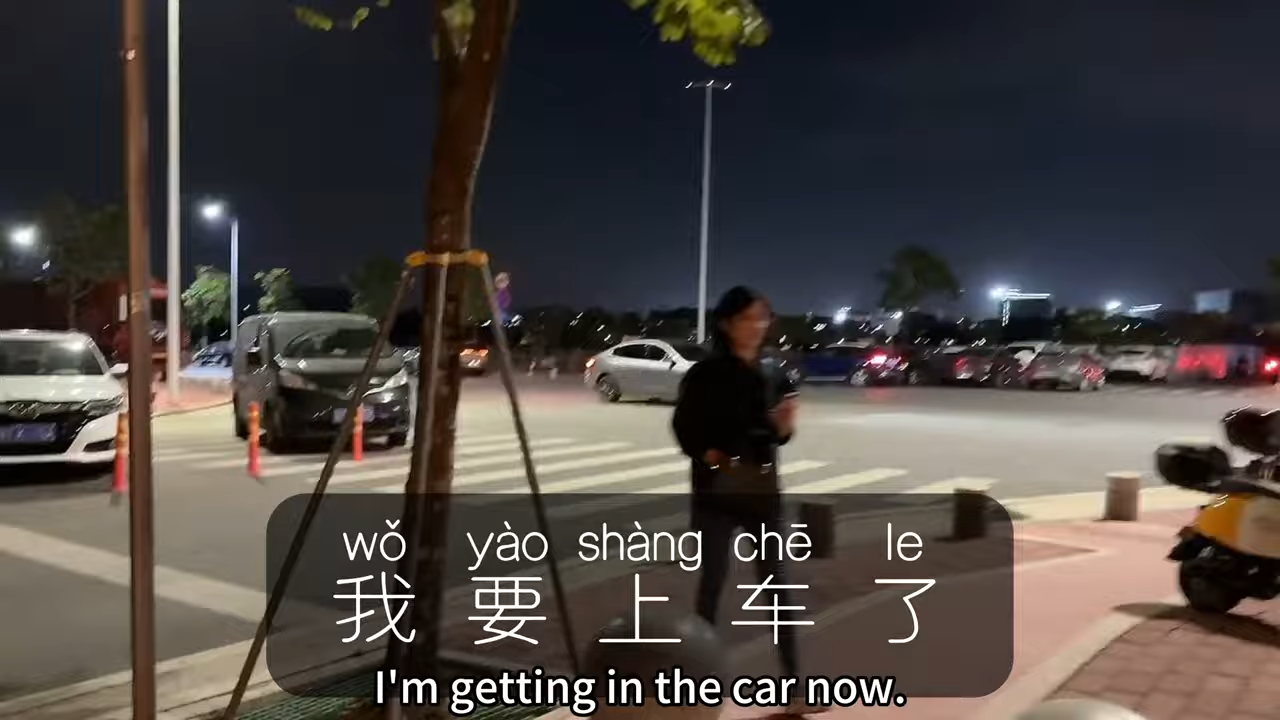 wǒ yào shàng chē le
我要上车了
I'm getting in the car now.